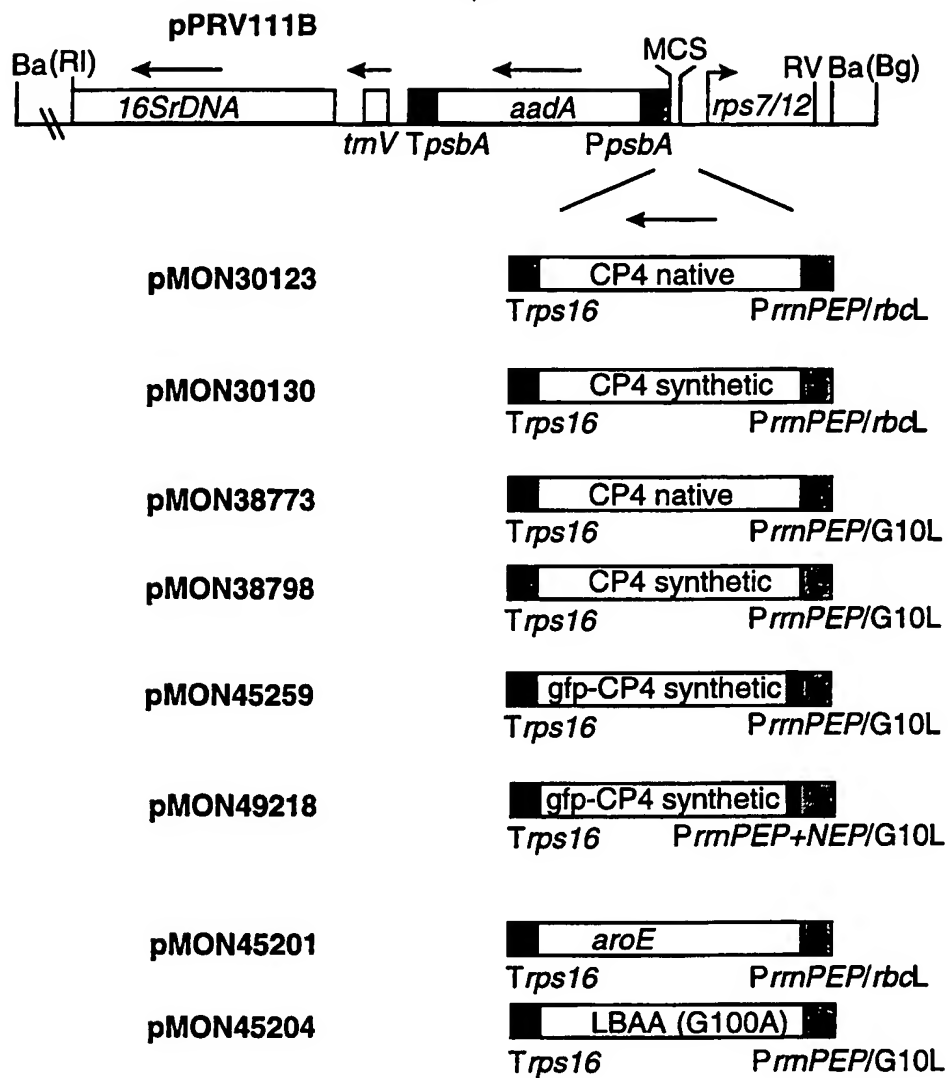 pPRV111B
Ba(RI) MCS RV Ba(Bg)
16SrDNA aadA rps7/12
trnV TpsbA PpsbA
pMON30123 CP4 native
Trps16 PrrnPEP/rbcL
pMON30130 CP4 synthetic
Trps16 PrrnPEP/rbcL
pMON38773 CP4 native
Trps16 PrrnPEP/G10L
pMON38798 CP4 synthetic
Trps16 PrrnPEP/G10L
pMON45259 gfp-CP4 synthetic
Trps16 PrrnPEP/G10L
pMON49218 gfp-CP4 synthetic
Trps16 PrrnPEP+NEP/G10L
pMON45201 aroE
Trps16 PrrnPEP/rbcL
pMON45204 LBAA (G100A)
Trps16 PrrnPEP/G10L